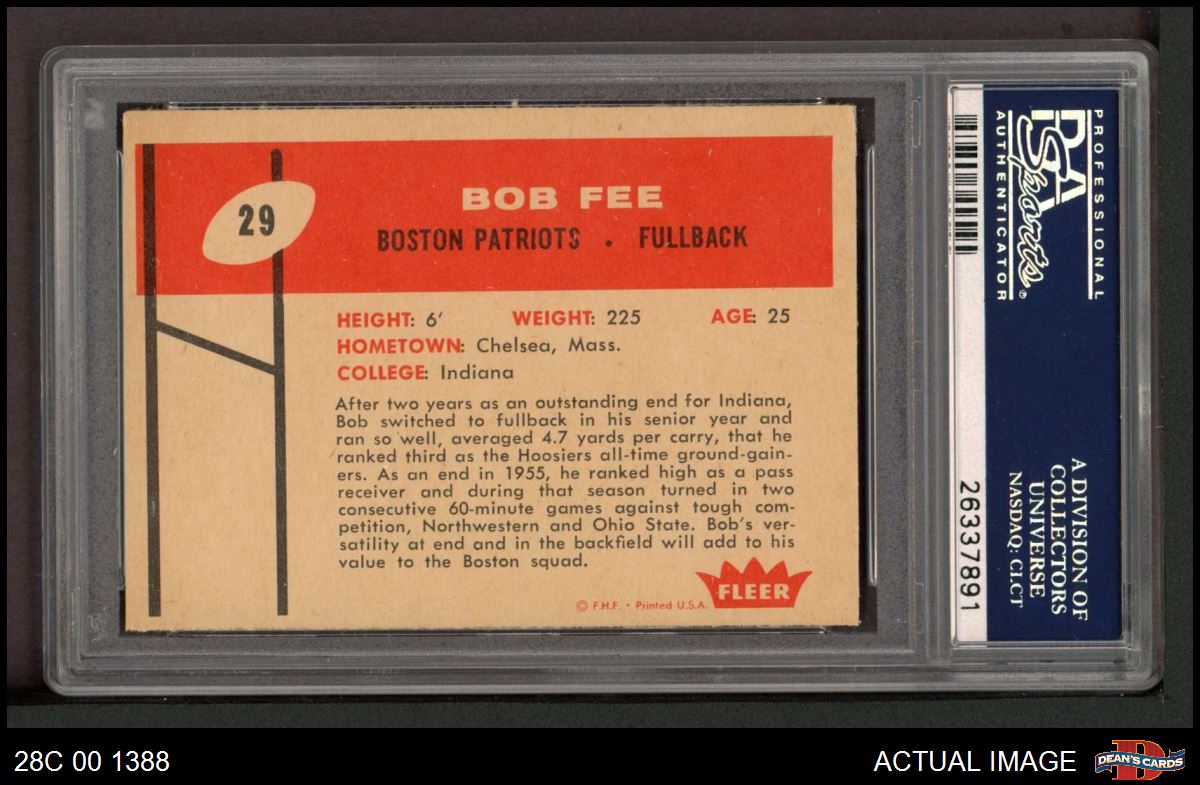 29
BOB FEE
BOSTON PATRIOTS • FULLBACK
HEIGHT: 6′ WEIGHT: 225 AGE: 25
HOMETOWN: Chelsea, Mass.
COLLEGE: Indiana
After two years as an outstanding end for Indiana,
Bob switched to fullback in his senior year and
ran so well, averaged 4.7 yards per carry, that he
ranked third as the Hoosiers all-time ground-gain-
ers. As an end in 1955, he ranked high as a pass
receiver and during that season turned in two
consecutive 60-minute games against tough com-
petition, Northwestern and Ohio State. Bob's ver-
satility at end and in the backfield will add to his
value to the Boston squad.
© F.H.F. • Printed U.S.A.
FLEER
PROFESSIONAL
PSA
Sports
®
AUTHENTICATOR
A DIVISION OF
COLLECTORS
UNIVERSE
NASDAQ: CLCT
26337891
28C 00 1388
ACTUAL IMAGE
D
DEAN'S CARDS